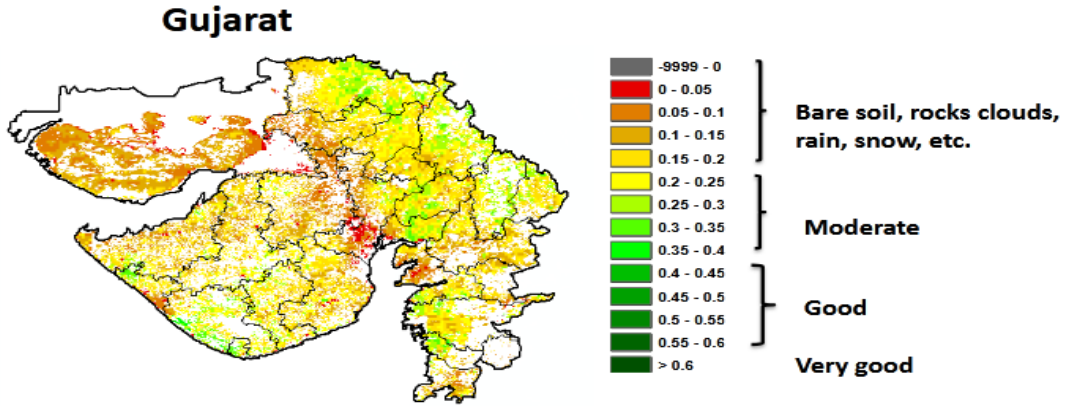 Gujarat
-9999 - 0
0 - 0.05
0.05 - 0.1
0.1 - 0.15
0.15 - 0.2
0.2 - 0.25
0.25 - 0.3
0.3 - 0.35
0.35 - 0.4
0.4 - 0.45
0.45 - 0.5
0.5 - 0.55
0.55 - 0.6
> 0.6
Bare soil, rocks clouds,
rain, snow, etc.
Moderate
Good
Very good